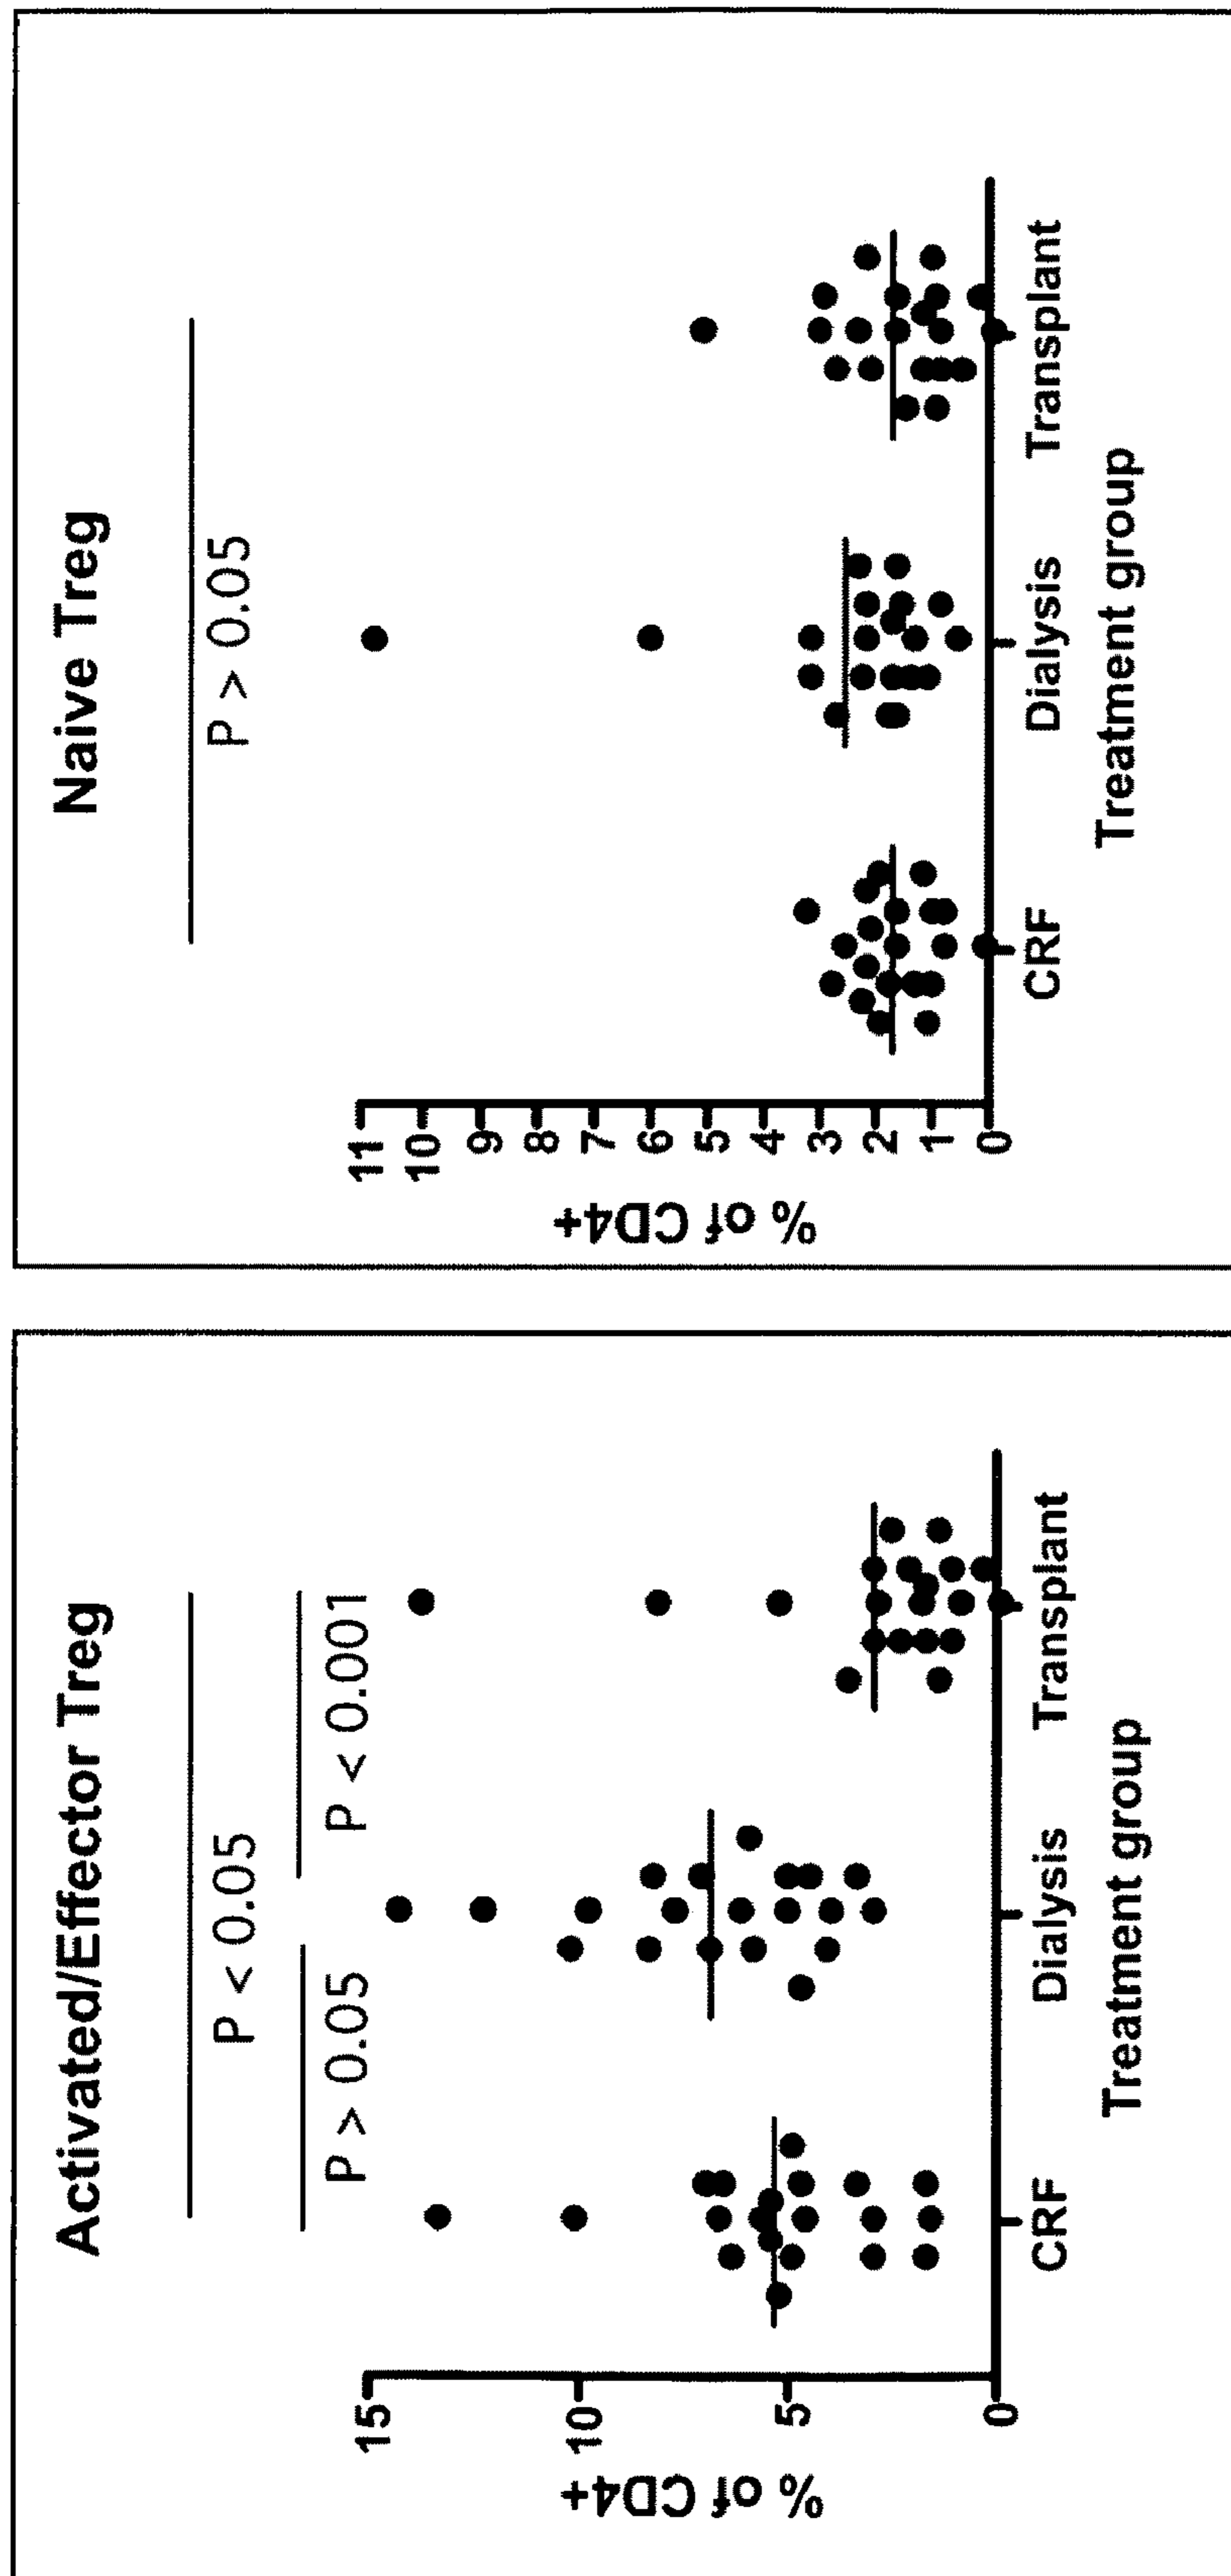 Activated/Effector Treg
P < 0.05
P > 0.05
P < 0.001
% of CD4+
15
10
5
0
CRF
Dialysis
Transplant
Treatment group
Naive Treg
P > 0.05
% of CD4+
11
10
9
8
7
6
5
4
3
2
1
0
CRF
Dialysis
Transplant
Treatment group